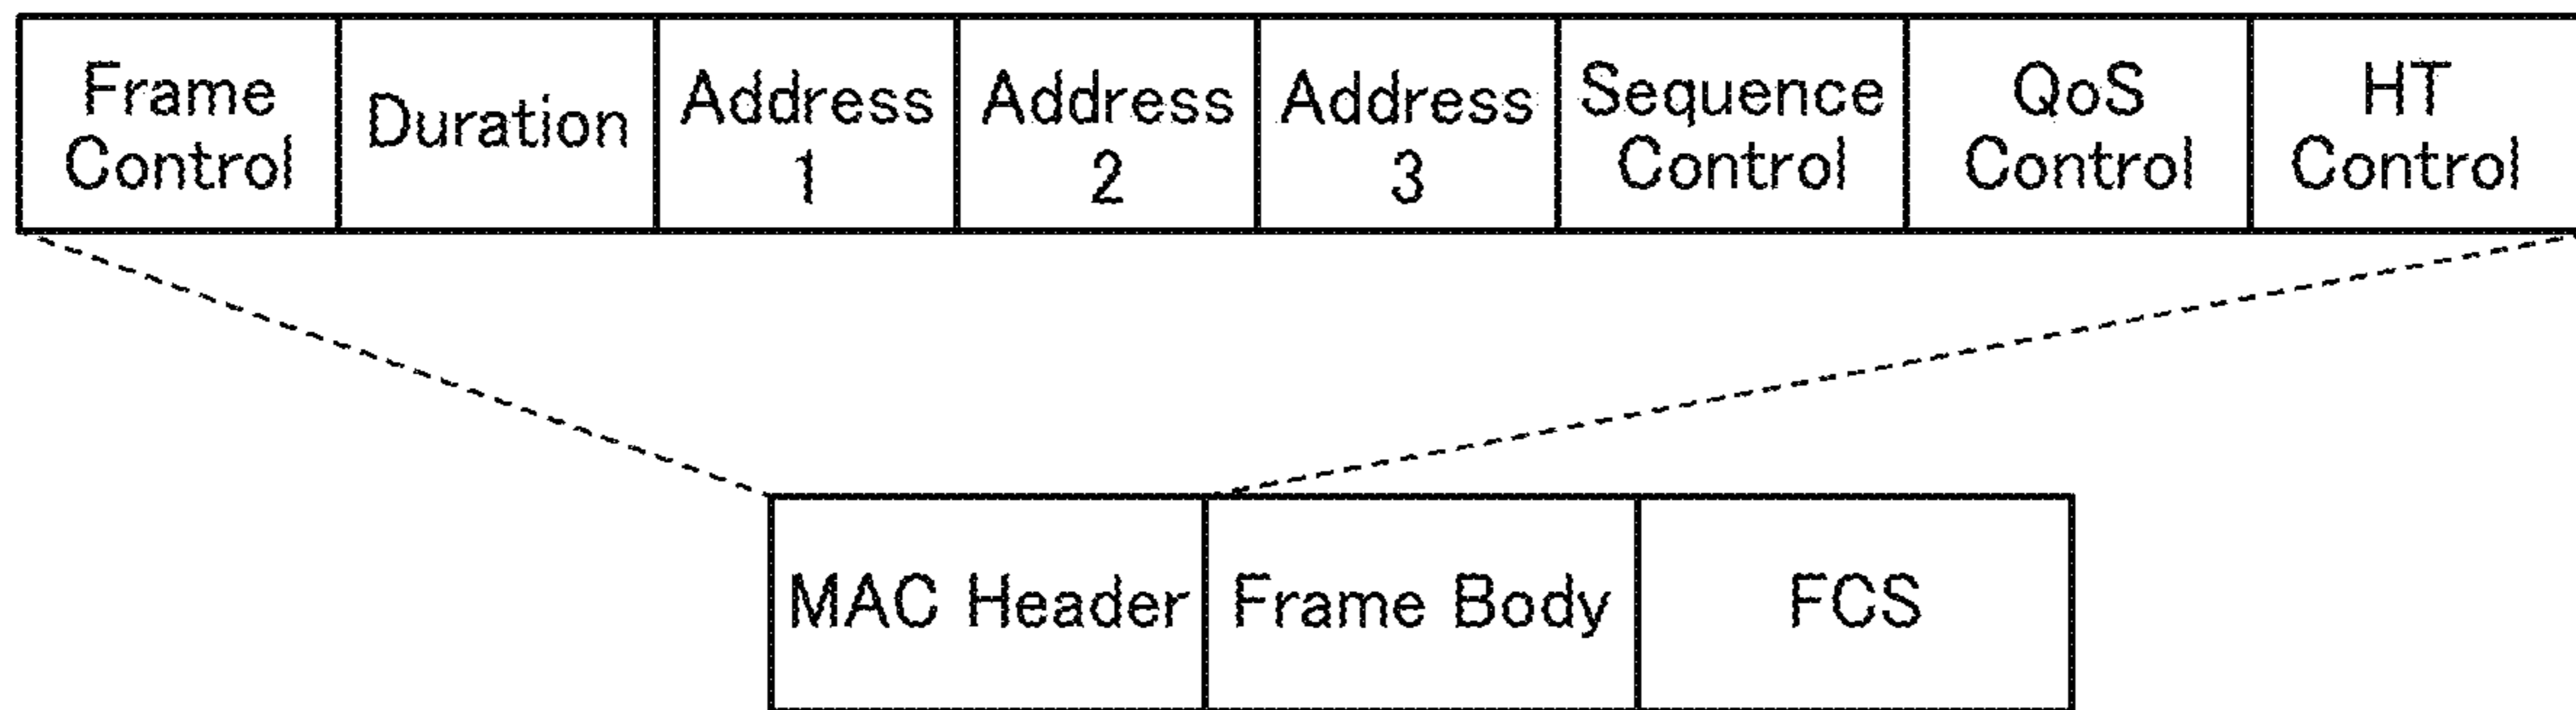 Frame
Control
Duration
Address
1
Address
2
Address
3
Sequence
Control
QoS
Control
HT
Control
MAC Header
Frame Body
FCS